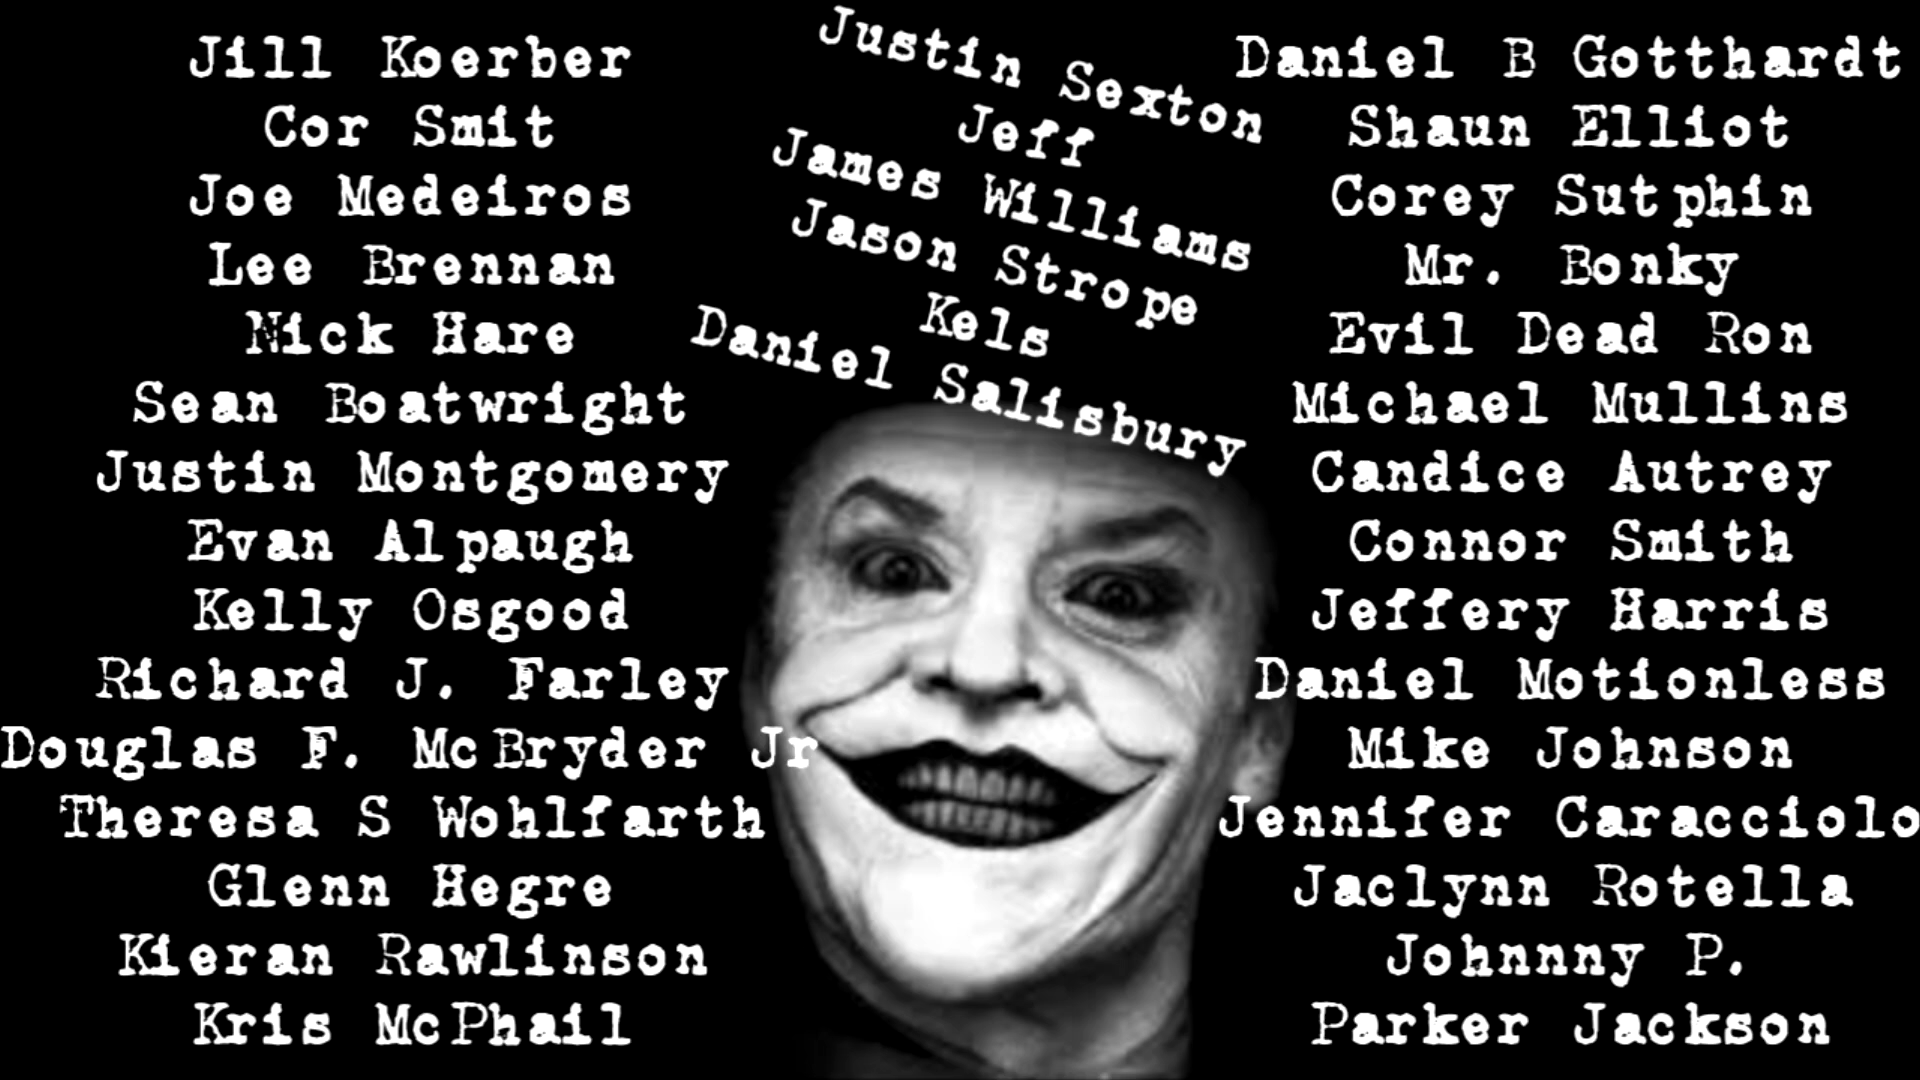 Jill Koerber
Cor Smit
Joe Medeiros
Lee Brennan
Nick Hare
Sean Boatwright
Justin Montgomery
Evan Alpaugh
Kelly Osgood
Richard J. Farley
Douglas F. McBryder Jr
Theresa S Wohlfarth
Glenn Hegre
Kieran Rawlinson
Kris McPhail
Justin Sexton
Jeff
James Williams
Jason Strope
Kels
Daniel Salisbury
Daniel B Gotthardt
Shaun Elliot
Corey Sutphin
Mr. Bonky
Evil Dead Ron
Michael Mullins
Candice Autrey
Connor Smith
Jeffery Harris
Daniel Motionless
Mike Johnson
Jennifer Caracciolo
Jaclynn Rotella
Johnnny P.
Parker Jackson